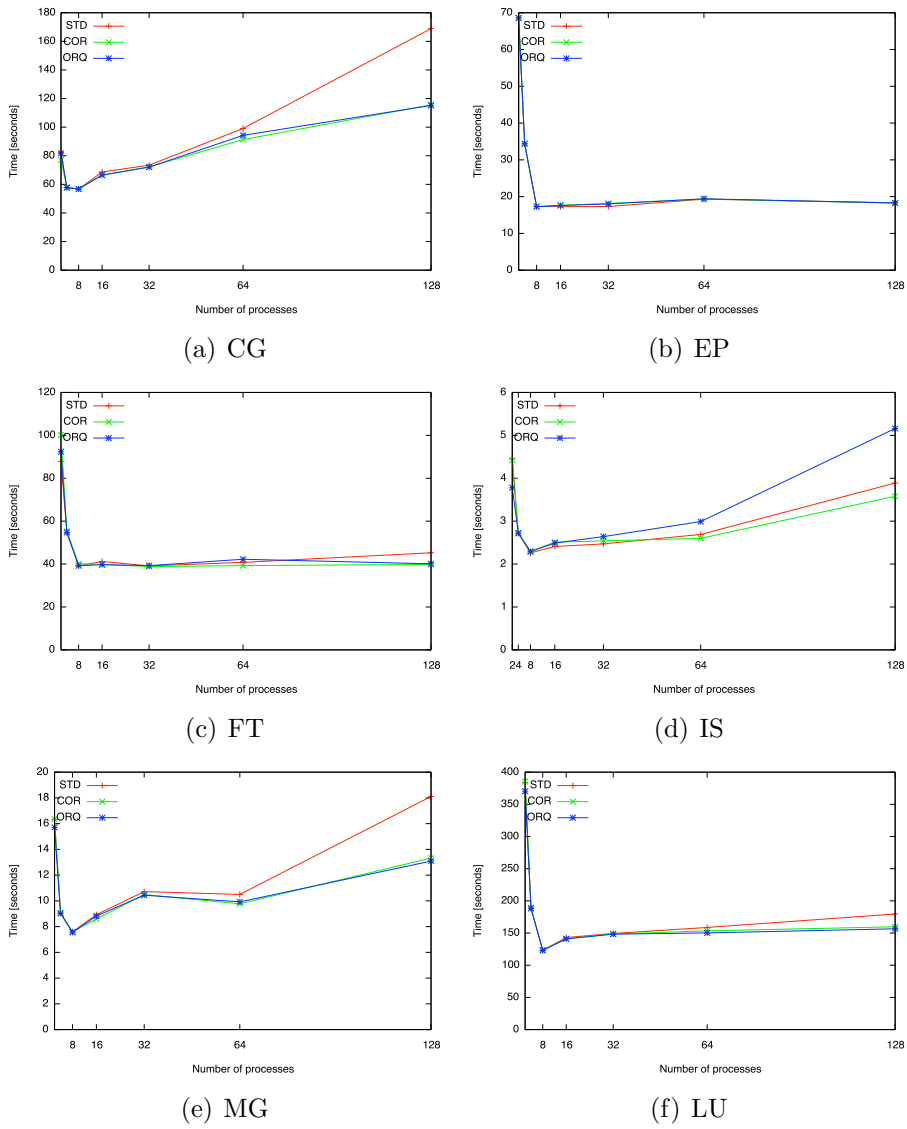 180
160
140
120
100
80
60
40
20
0
Time [seconds]
STD
COR
ORQ
8 16 32 64 128
Number of processes
(a) CG
70
60
50
40
30
20
10
0
Time [seconds]
STD
COR
ORQ
8 16 32 64 128
Number of processes
(b) EP
120
100
80
60
40
20
0
Time [seconds]
STD
COR
ORQ
8 16 32 64 128
Number of processes
(c) FT
6
5
4
3
2
1
0
Time [seconds]
STD
COR
ORQ
24 8 16 32 64 128
Number of processes
(d) IS
20
18
16
14
12
10
8
6
4
2
0
Time [seconds]
STD
COR
ORQ
8 16 32 64 128
Number of processes
(e) MG
400
350
300
250
200
150
100
50
0
Time [seconds]
STD
COR
ORQ
8 16 32 64 128
Number of processes
(f) LU